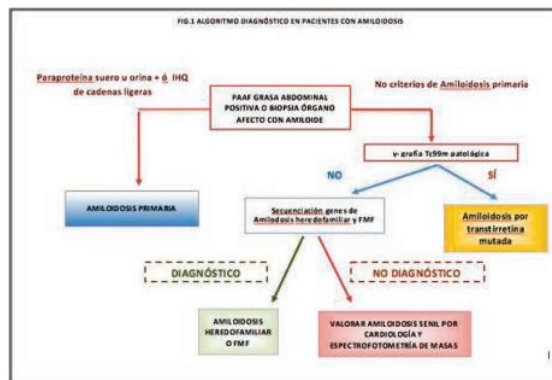 FIG.1 ALGORITMO DIAGNÓSTICO EN PACIENTES CON AMILOIDOSIS
Paraproteína suero u orina + ó IHQ
de cadenas ligeras
PAAF GRASA ABDOMINAL
POSITIVA O BIOPSIA ÓRGANO
AFECTO CON AMILOIDE
No criterios de Amiloidosis primaria
γ- grafía Tc99m patológica
NO
SÍ
AMILOIDOSIS PRIMARIA
Secuenciación genes de
Amilodosis heredofamiliar y FMF
Amiloidosis por
transtirretina
mutada
DIAGNÓSTICO
NO DIAGNÓSTICO
AMILOIDOSIS
HEREDOFAMILIAR
O FMF
VALORAR AMILOIDOSIS SENIL POR
CARDIOLOGÍA Y
ESPECTROFOTOMETRÍA DE MASAS